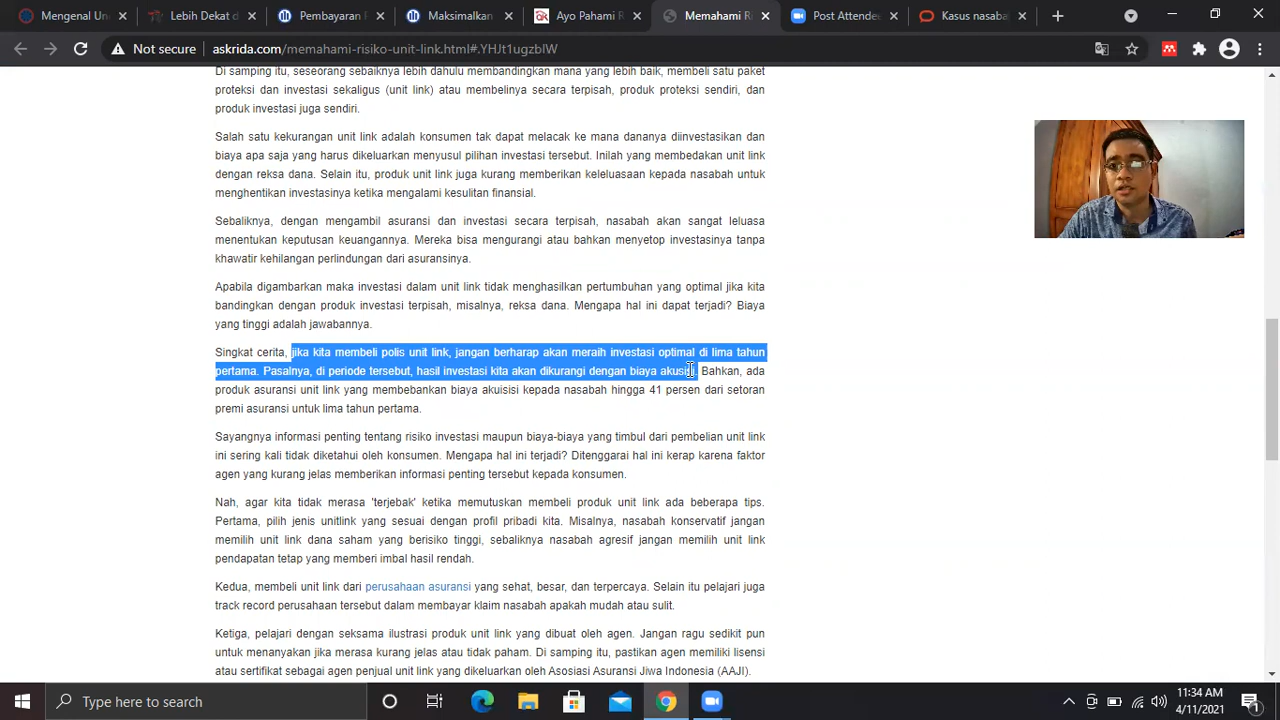 Mengenal Un
Lebih Dekat d
Pembayaran P
Maksimalkan
Ayo Pahami R
Memahami Ri
Post Attendee
Kasus nasaba
Not secure
askrida.com/memahami-risiko-unit-link.html#.YHJt1ugzbIW
Di samping itu, seseorang sebaiknya lebih dahulu membandingkan mana yang lebih baik, membeli satu paket
proteksi dan investasi sekaligus (unit link) atau membelinya secara terpisah, produk proteksi sendiri, dan
produk investasi juga sendiri.
Salah satu kekurangan unit link adalah konsumen tak dapat melacak ke mana dananya diinvestasikan dan
biaya apa saja yang harus dikeluarkan menyusul pilihan investasi tersebut. Inilah yang membedakan unit link
dengan reksa dana. Selain itu, produk unit link juga kurang memberikan keleluasaan kepada nasabah untuk
menghentikan investasinya ketika mengalami kesulitan finansial.
Sebaliknya, dengan mengambil asuransi dan investasi secara terpisah, nasabah akan sangat leluasa
menentukan keputusan keuangannya. Mereka bisa mengurangi atau bahkan menyetop investasinya tanpa
khawatir kehilangan perlindungan dari asuransinya.
Apabila digambarkan maka investasi dalam unit link tidak menghasilkan pertumbuhan yang optimal jika kita
bandingkan dengan produk investasi terpisah, misalnya, reksa dana. Mengapa hal ini dapat terjadi? Biaya
yang tinggi adalah jawabannya.
Singkat cerita, jika kita membeli polis unit link, jangan berharap akan meraih investasi optimal di lima tahun
pertama. Pasalnya, di periode tersebut, hasil investasi kita akan dikurangi dengan biaya akusisi. Bahkan, ada
produk asuransi unit link yang membebankan biaya akuisisi kepada nasabah hingga 41 persen dari setoran
premi asuransi untuk lima tahun pertama.
Sayangnya informasi penting tentang risiko investasi maupun biaya-biaya yang timbul dari pembelian unit link
ini sering kali tidak diketahui oleh konsumen. Mengapa hal ini terjadi? Ditenggarai hal ini kerap karena faktor
agen yang kurang jelas memberikan informasi penting tersebut kepada konsumen.
Nah, agar kita tidak merasa 'terjebak' ketika memutuskan membeli produk unit link ada beberapa tips.
Pertama, pilih jenis unitlink yang sesuai dengan profil pribadi kita. Misalnya, nasabah konservatif jangan
memilih unit link dana saham yang berisiko tinggi, sebaliknya nasabah agresif jangan memilih unit link
pendapatan tetap yang memberi imbal hasil rendah.
Kedua, membeli unit link dari perusahaan asuransi yang sehat, besar, dan terpercaya. Selain itu pelajari juga
track record perusahaan tersebut dalam membayar klaim nasabah apakah mudah atau sulit.
Ketiga, pelajari dengan seksama ilustrasi produk unit link yang dibuat oleh agen. Jangan ragu sedikit pun
untuk menanyakan jika merasa kurang jelas atau tidak paham. Di samping itu, pastikan agen memiliki lisensi
atau sertifikat sebagai agen penjual unit link yang dikeluarkan oleh Asosiasi Asuransi Jiwa Indonesia (AAJI).
Type here to search
11:34 AM
4/11/2021
1